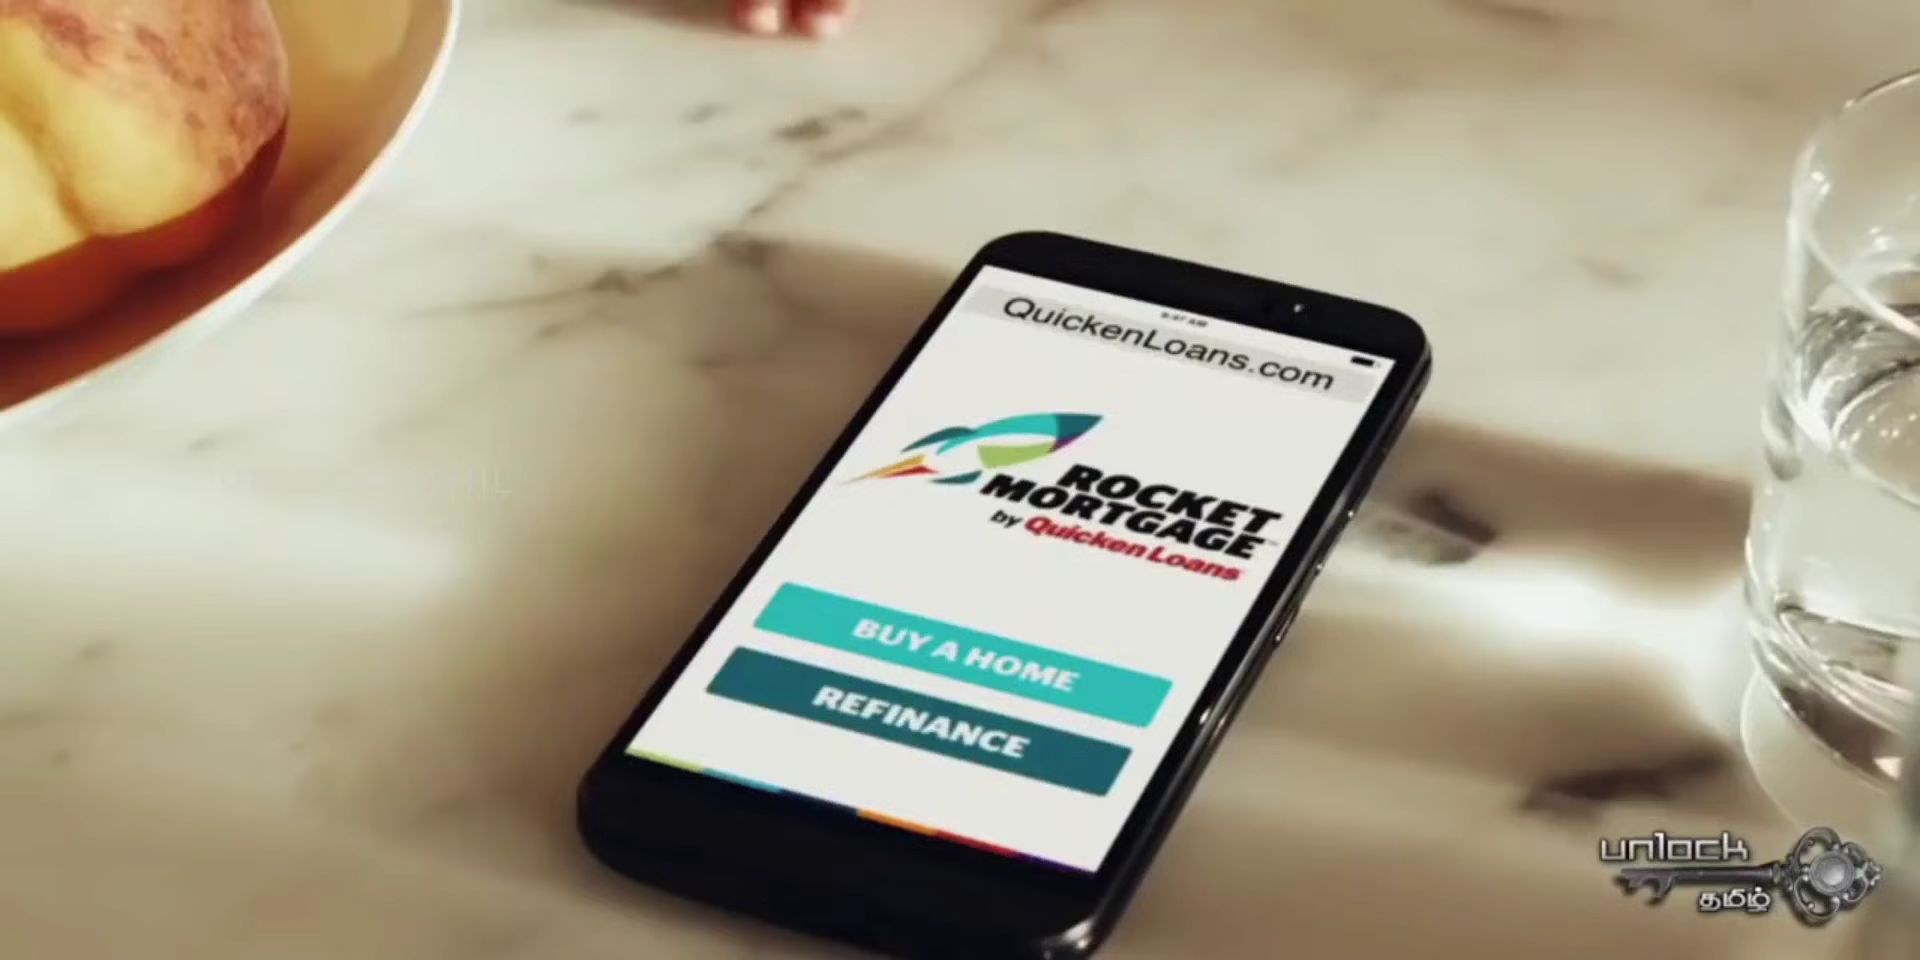 QuickenLoans.com
ROCKET
MORTGAGE
by Quicken Loans
BUY A HOME
REFINANCE
unlock
தமிழ்